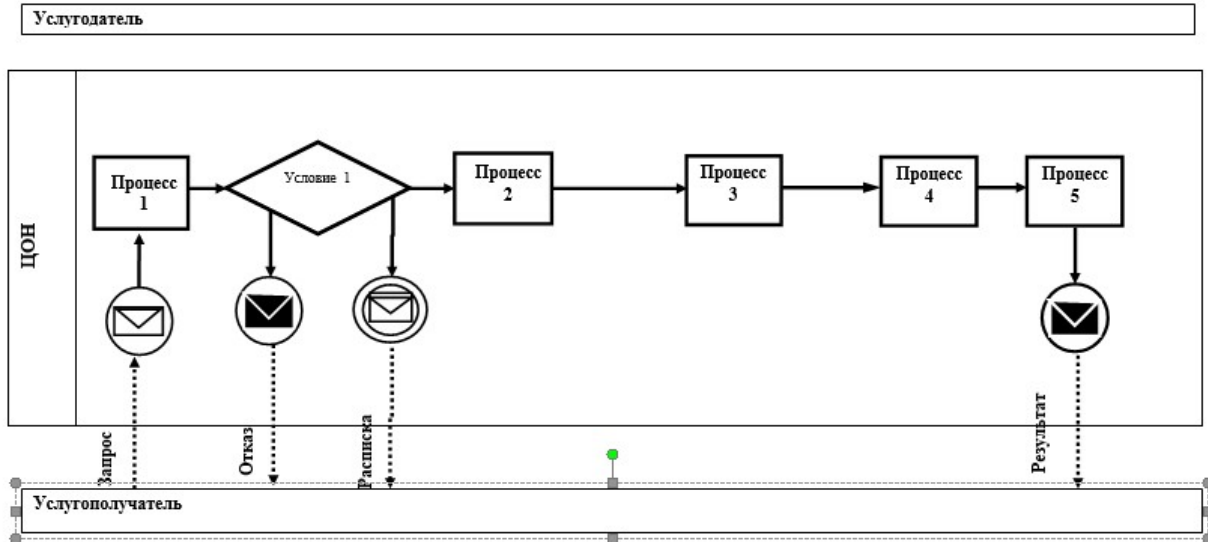 Услугодатель
ЦОН
Процесс
1
Условие 1
Процесс
2
Процесс
3
Процесс
4
Процесс
5
Запрос
Отказ
Расписка
Результат
Услугополучатель